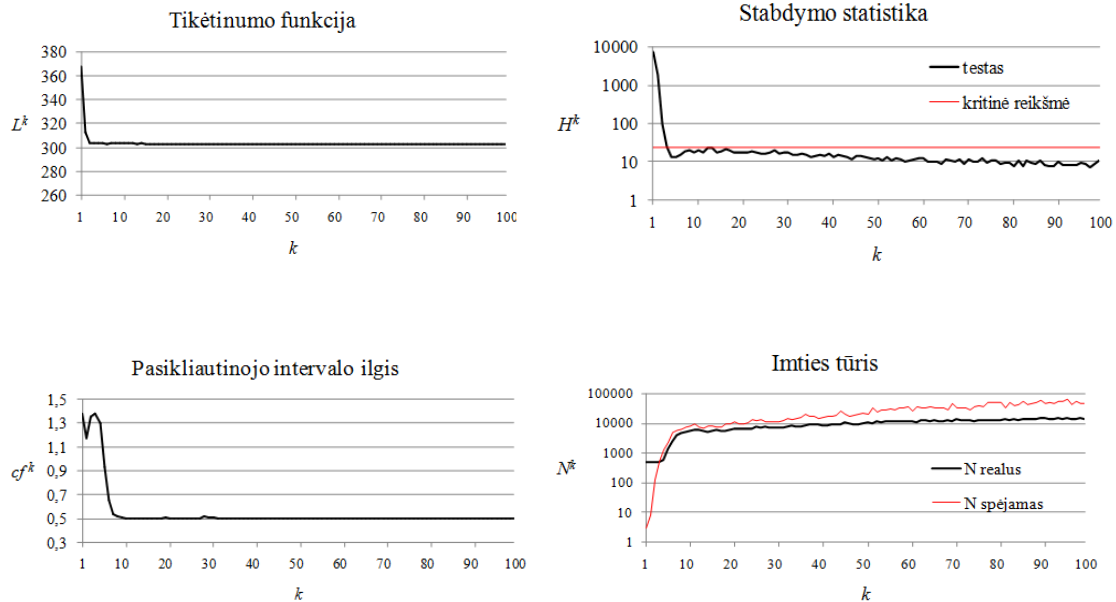 Tikėtinumo funkcija
380
360
340
320
300
280
260
L^k
1 10 20 30 40 50 60 70 80 90 100
k
Stabdymo statistika
10000
1000
100
10
1
H^k
testas
kritinė reikšmė
1 10 20 30 40 50 60 70 80 90 100
k
Pasikliautinojo intervalo ilgis
1,5
1,3
1,1
0,9
0,7
0,5
0,3
cf^k
1 10 20 30 40 50 60 70 80 90 100
k
Imties tūris
100000
10000
1000
100
10
1
N^k
N realus
N spėjamas
1 10 20 30 40 50 60 70 80 90 100
k